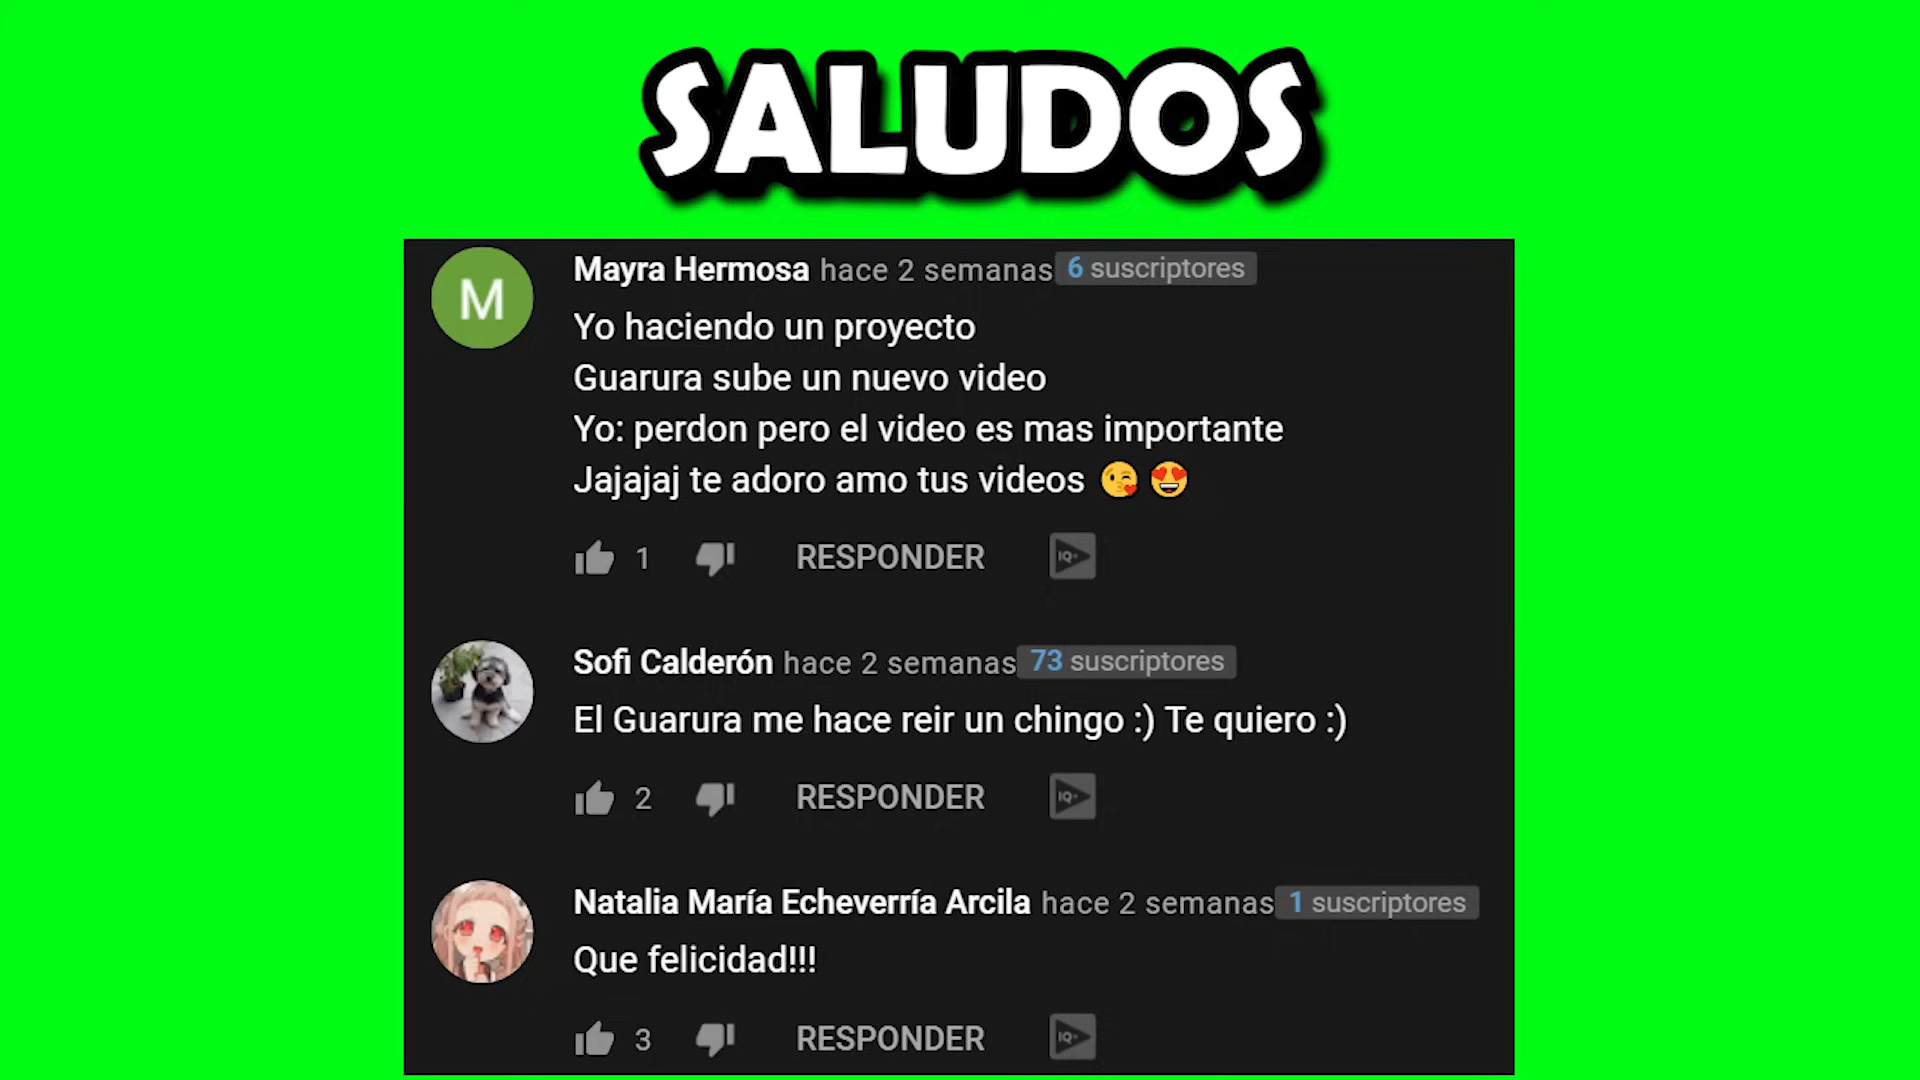 SALUDOS
M
Mayra Hermosa hace 2 semanas 6 suscriptores
Yo haciendo un proyecto
Guarura sube un nuevo video
Yo: perdon pero el video es mas importante
Jajajaj te adoro amo tus videos 😘 😍
1 RESPONDER IQ
Sofi Calderón hace 2 semanas 73 suscriptores
El Guarura me hace reir un chingo :) Te quiero :)
2 RESPONDER IQ
Natalia María Echeverría Arcila hace 2 semanas 1 suscriptores
Que felicidad!!!
3 RESPONDER IQ